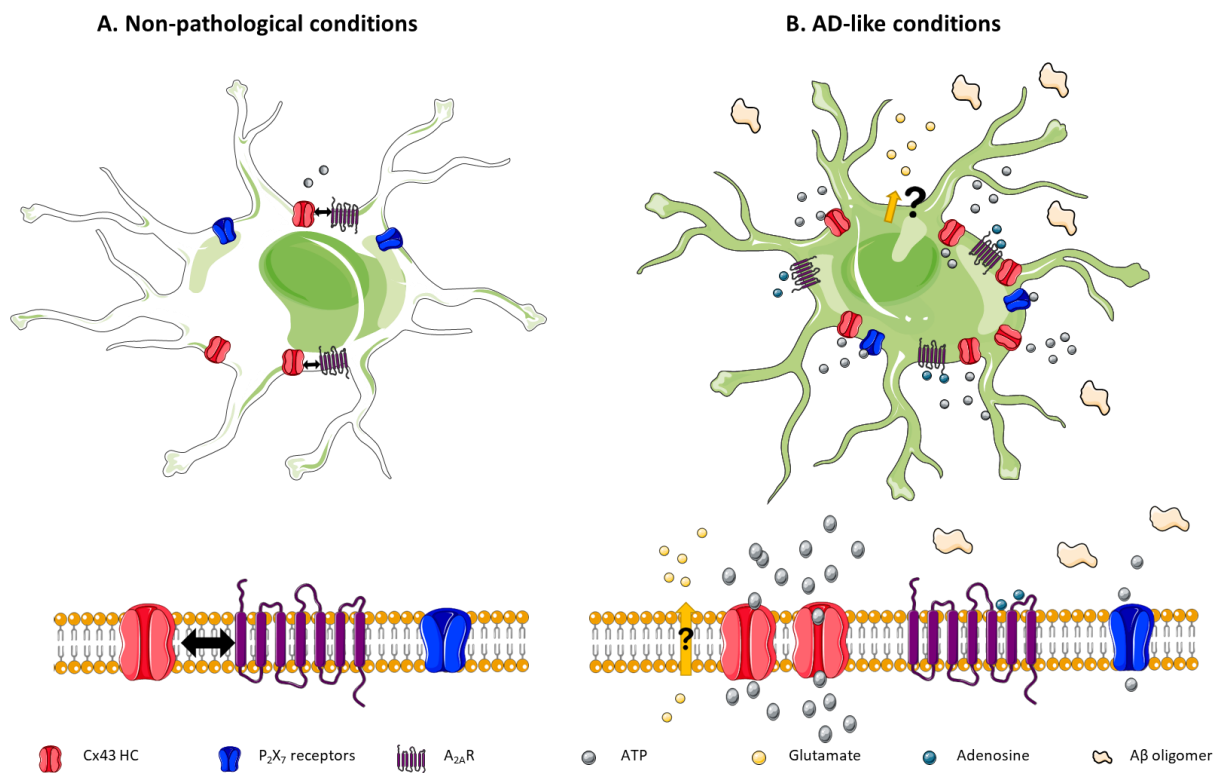 A. Non-pathological conditions
B. AD-like conditions
?
?
Cx43 HC
P₂X₇ receptors
A₂ₐR
ATP
Glutamate
Adenosine
Aβ oligomer